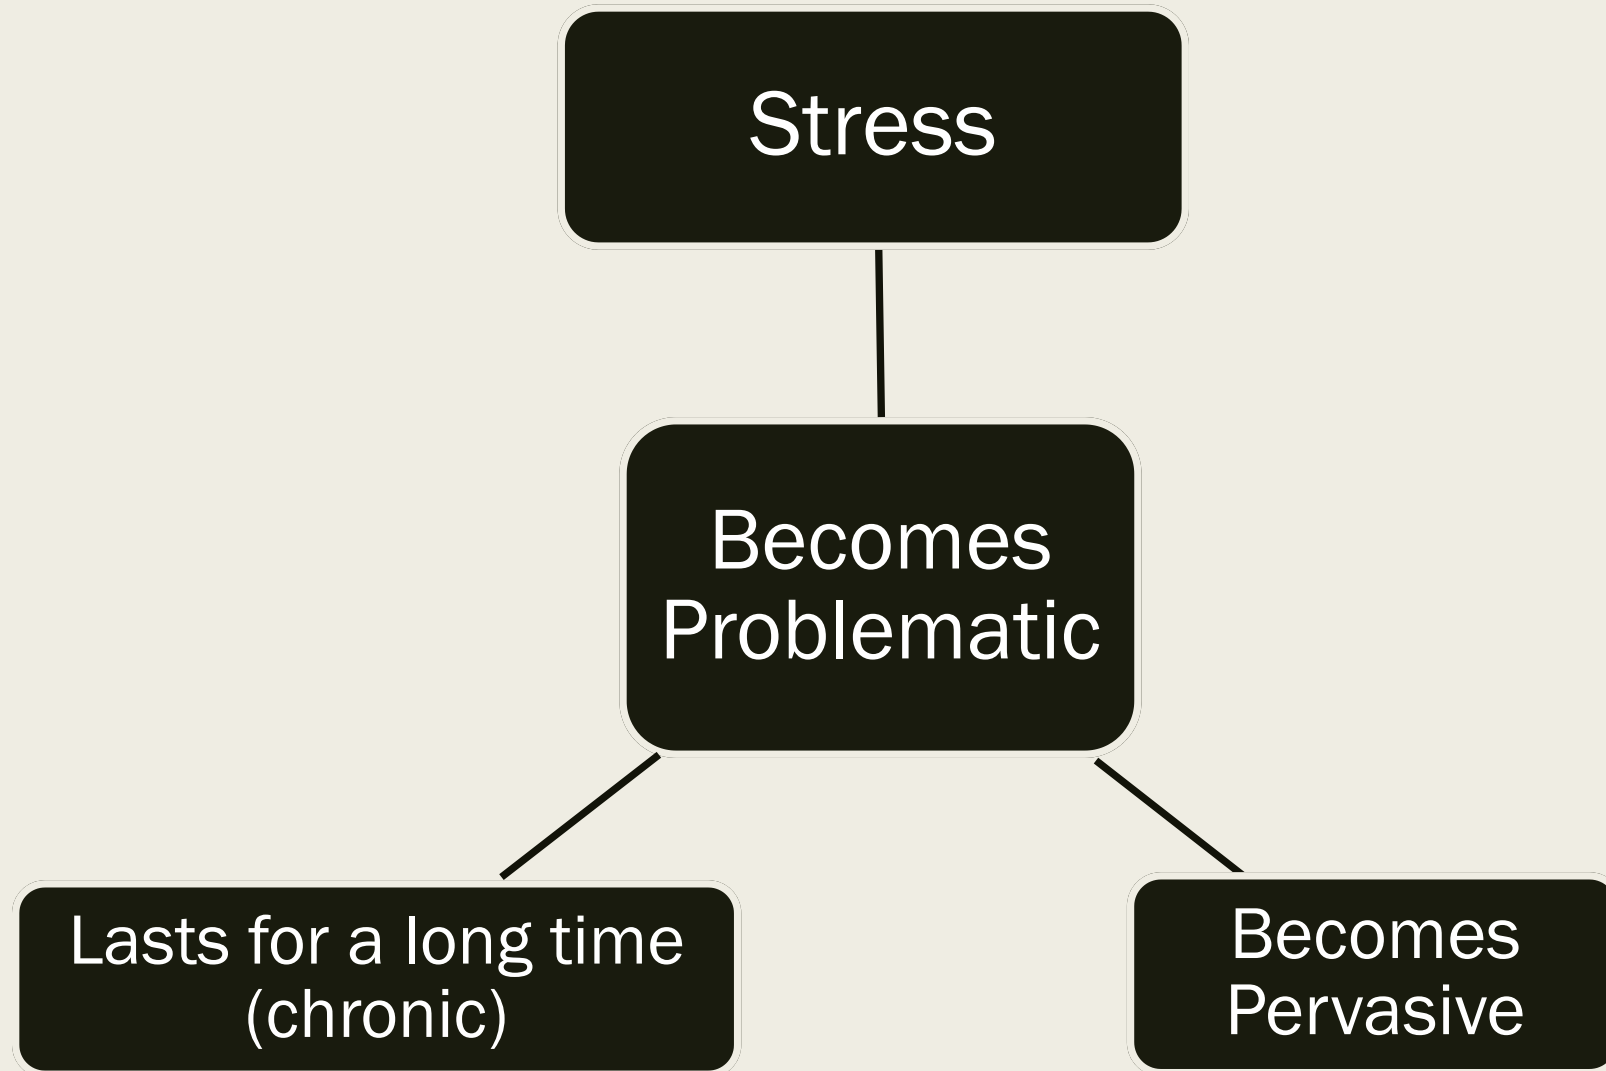 Stress
Becomes
Problematic
Lasts for a long time
(chronic)
Becomes
Pervasive